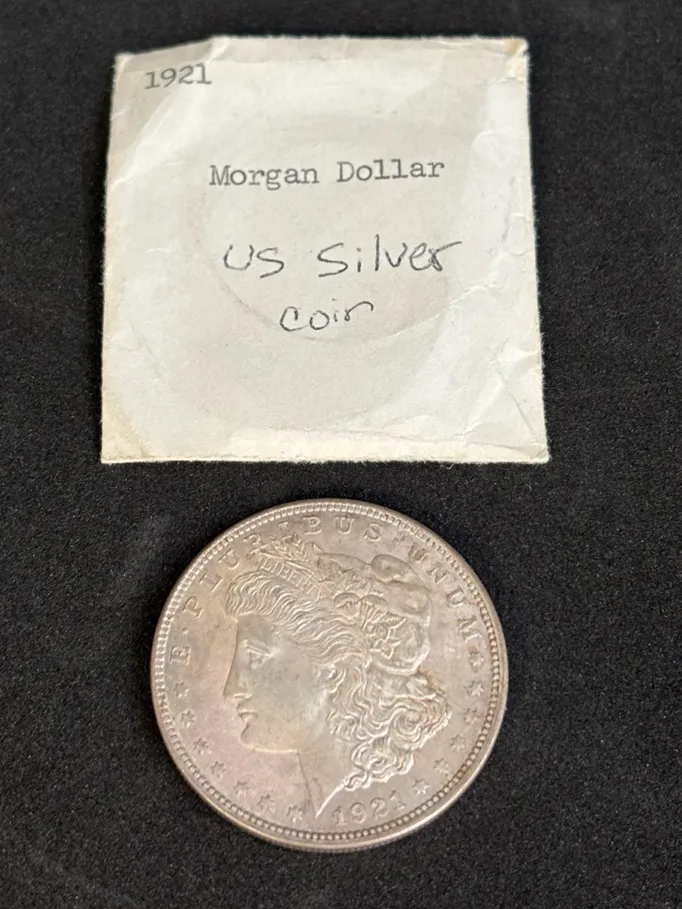 1921
Morgan Dollar
US Silver
coin
E·PLURIBUS·UNUM
LIBERTY
1921